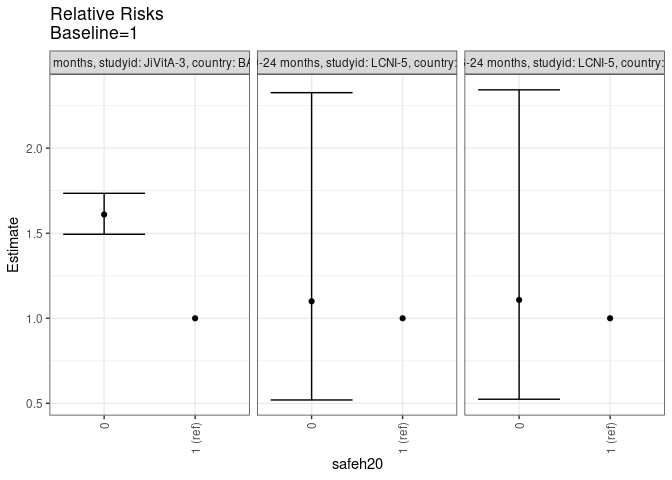 Relative Risks
Baseline=1
months, studyid: JiVitA-3, country: BA
-24 months, studyid: LCNI-5, country:
-24 months, studyid: LCNI-5, country:
Estimate
2.0
1.5
1.0
0.5
0
1 (ref)
0
1 (ref)
0
1 (ref)
safeh20